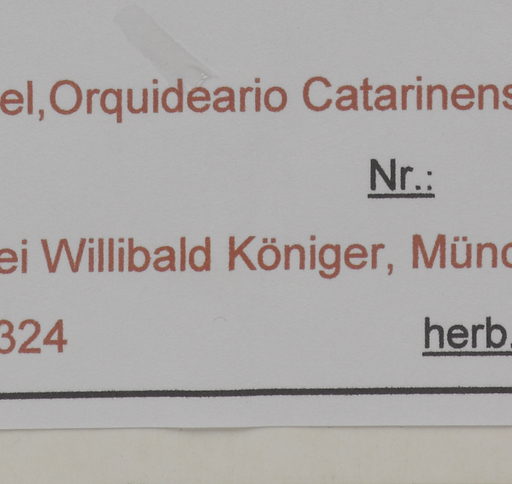 el,Orquideario Catarinens
Nr.:
ei Willibald Königer, Münc
324 herb.